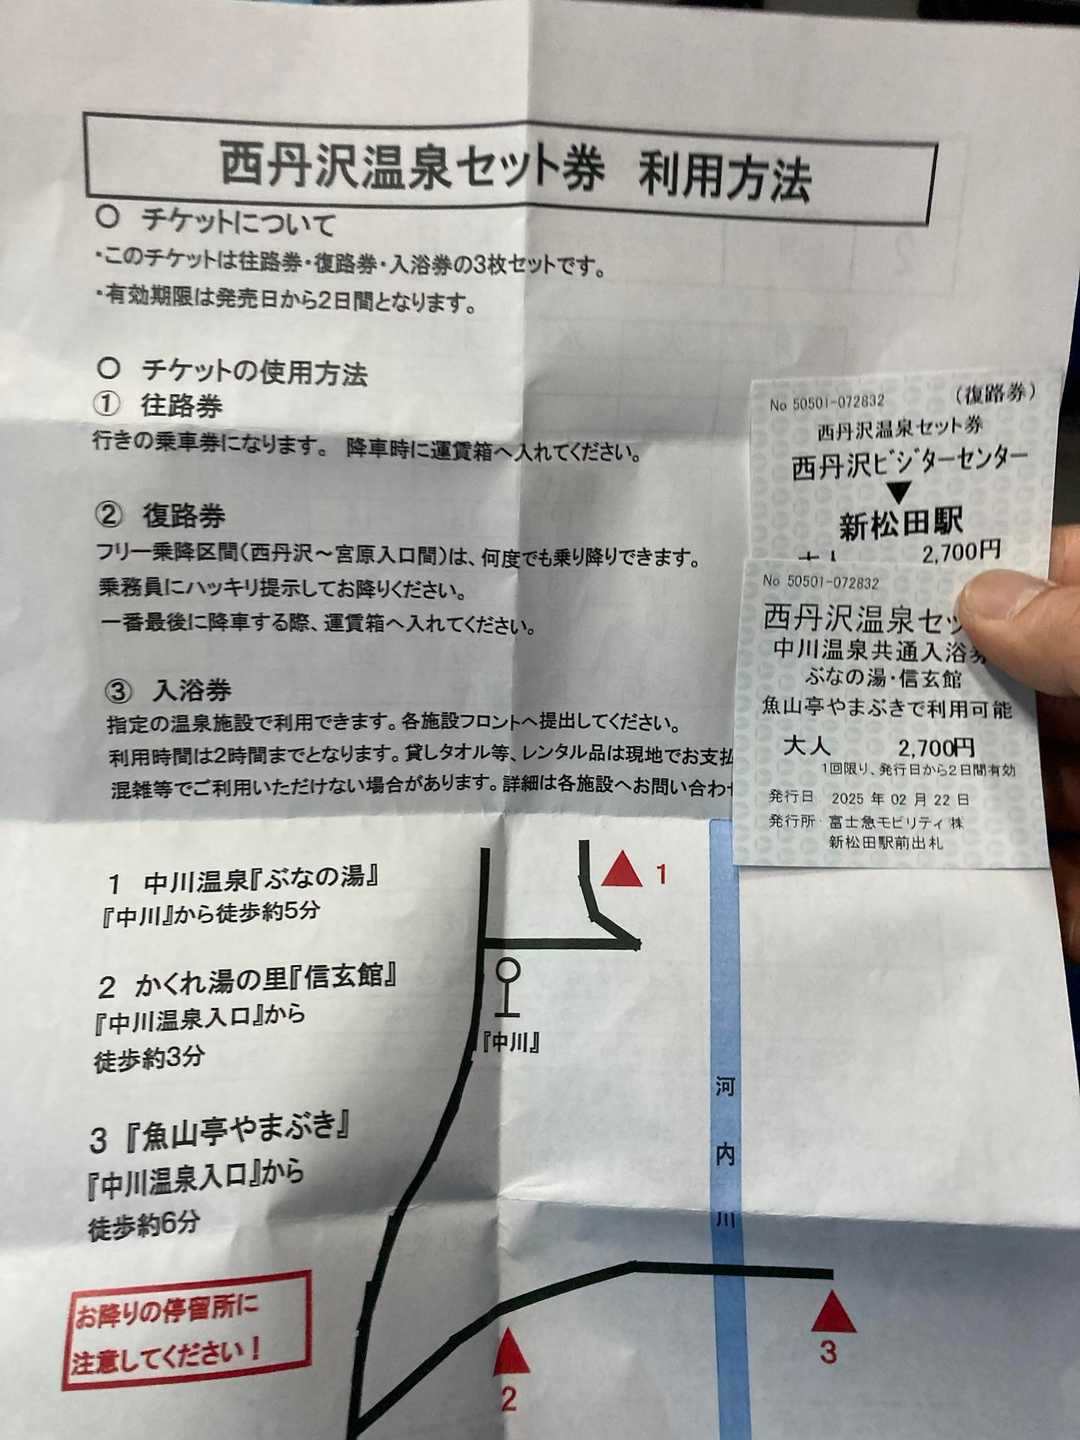 西丹沢温泉セット券 利用方法
○ チケットについて
・このチケットは往路券・復路券・入浴券の3枚セットです。
・有効期限は発売日から2日間となります。
○ チケットの使用方法
① 往路券
行きの乗車券になります。 降車時に運賃箱へ入れてください。
② 復路券
フリー乗降区間(西丹沢～宮原入口間)は、何度でも乗り降りできます。
乗務員にハッキリ提示してお降りください。
一番最後に降車する際、運賃箱へ入れてください。
③ 入浴券
指定の温泉施設で利用できます。各施設フロントへ提出してください。
利用時間は2時間までとなります。貸しタオル等、レンタル品は現地でお支払
混雑等でご利用いただけない場合があります。詳細は各施設へお問い合わ
No 50501-072832 (復路券)
西丹沢温泉セット券
西丹沢ビジターセンター
▼
新松田駅
2,700円
No 50501-072832
西丹沢温泉セッ
中川温泉共通入浴券
ぶなの湯・信玄館
魚山亭やまぶきで利用可能
大人 2,700円
1回限り、発行日から2日間有効
発行日 2025 年 02 月 22 日
発行所 富士急モビリティ㈱
新松田駅前出札
1 中川温泉『ぶなの湯』
『中川』から徒歩約5分
2 かくれ湯の里『信玄館』
『中川温泉入口』から
徒歩約3分
3 『魚山亭やまぶき』
『中川温泉入口』から
徒歩約6分
お降りの停留所に
注意してください！
1
『中川』
河内川
2
3